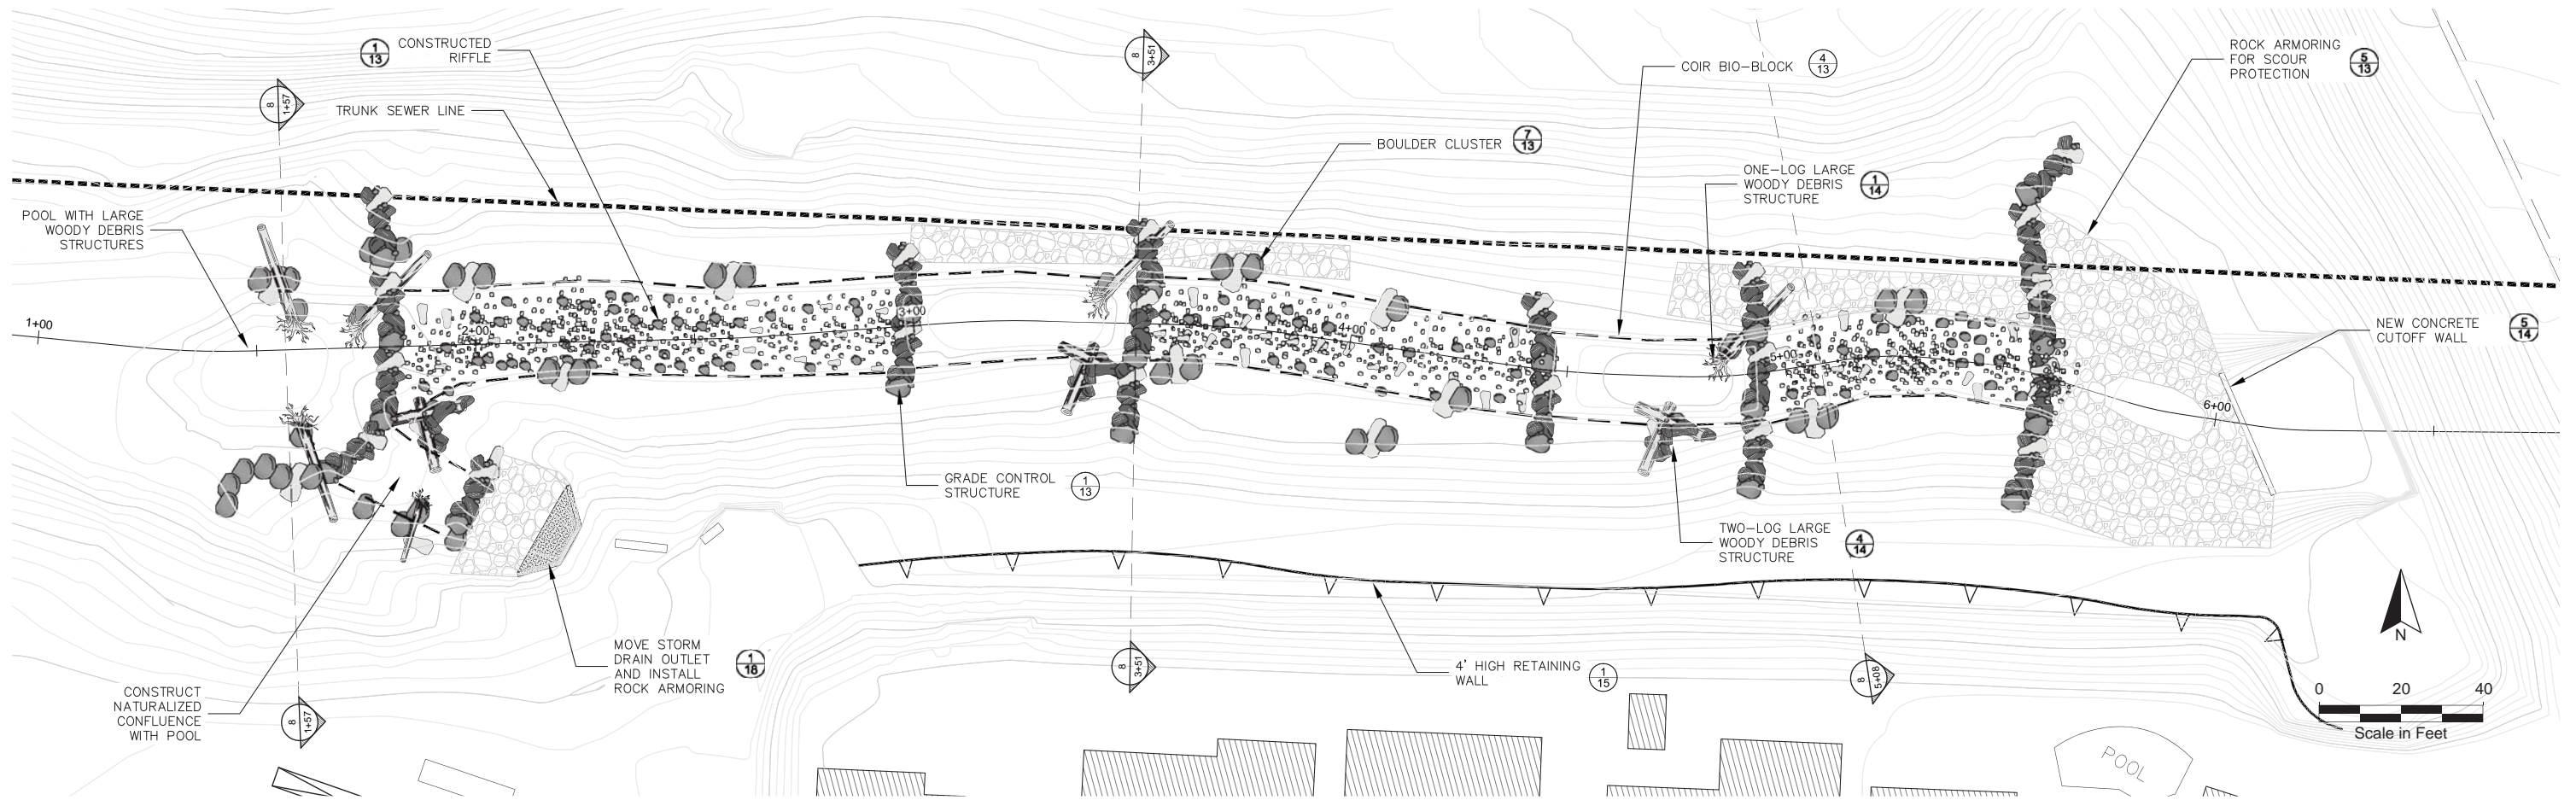 1
13
CONSTRUCTED
RIFFLE
8
1+57
TRUNK SEWER LINE
8
3+51
COIR BIO-BLOCK
4
13
ROCK ARMORING
FOR SCOUR
PROTECTION
5
13
BOULDER CLUSTER
7
13
ONE-LOG LARGE
WOODY DEBRIS
STRUCTURE
1
14
POOL WITH LARGE
WOODY DEBRIS
STRUCTURES
1+00
2+00
3+00
4+00
5+00
6+00
NEW CONCRETE
CUTOFF WALL
5
14
GRADE CONTROL
STRUCTURE
1
13
TWO-LOG LARGE
WOODY DEBRIS
STRUCTURE
4
14
MOVE STORM
DRAIN OUTLET
AND INSTALL
ROCK ARMORING
1
18
4' HIGH RETAINING
WALL
1
15
CONSTRUCT
NATURALIZED
CONFLUENCE
WITH POOL
8
1+57
8
3+51
8
5+08
N
0 20 40
Scale in Feet
POOL